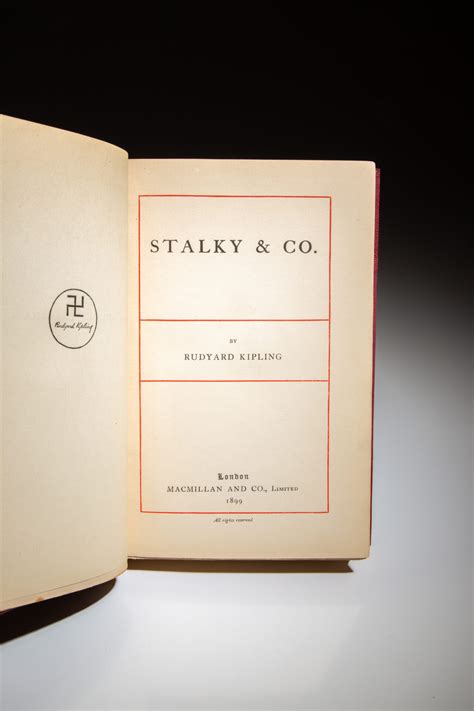 Rudyard Kipling
STALKY & CO.
BY
RUDYARD KIPLING
London
MACMILLAN AND CO., LIMITED
1899
All rights reserved